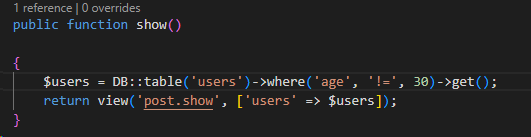 1 reference | 0 overrides
public function show()
{
$users = DB::table('users')->where('age', '!=', 30)->get();
return view('post.show', ['users' => $users]);
}